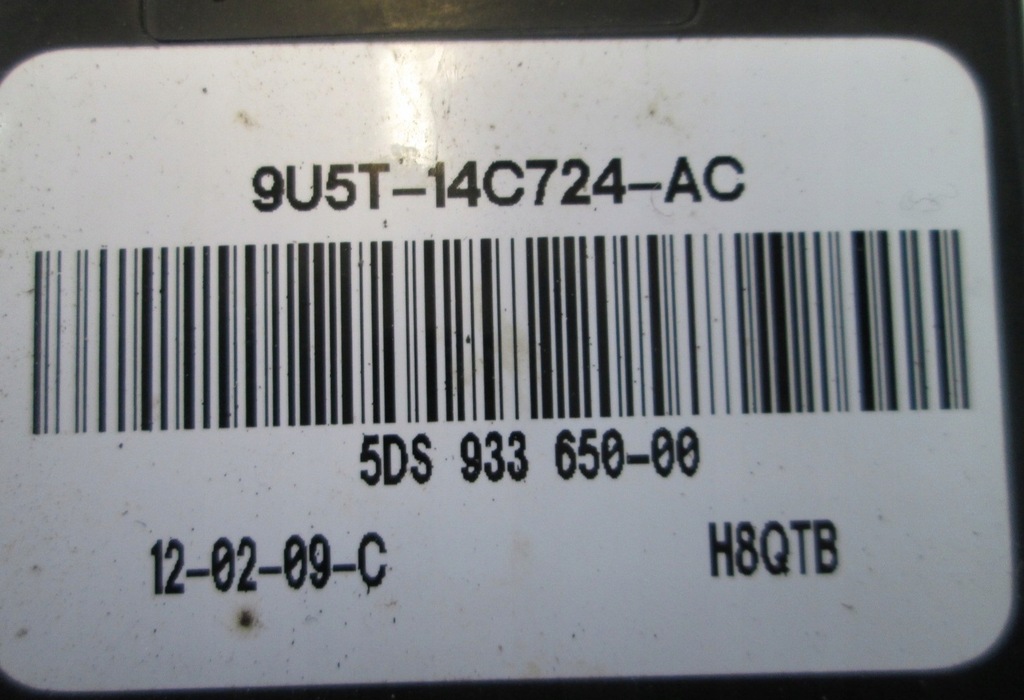 9U5T-14C724-AC
5DS 933 650-00
12-02-09-C
H8QTB